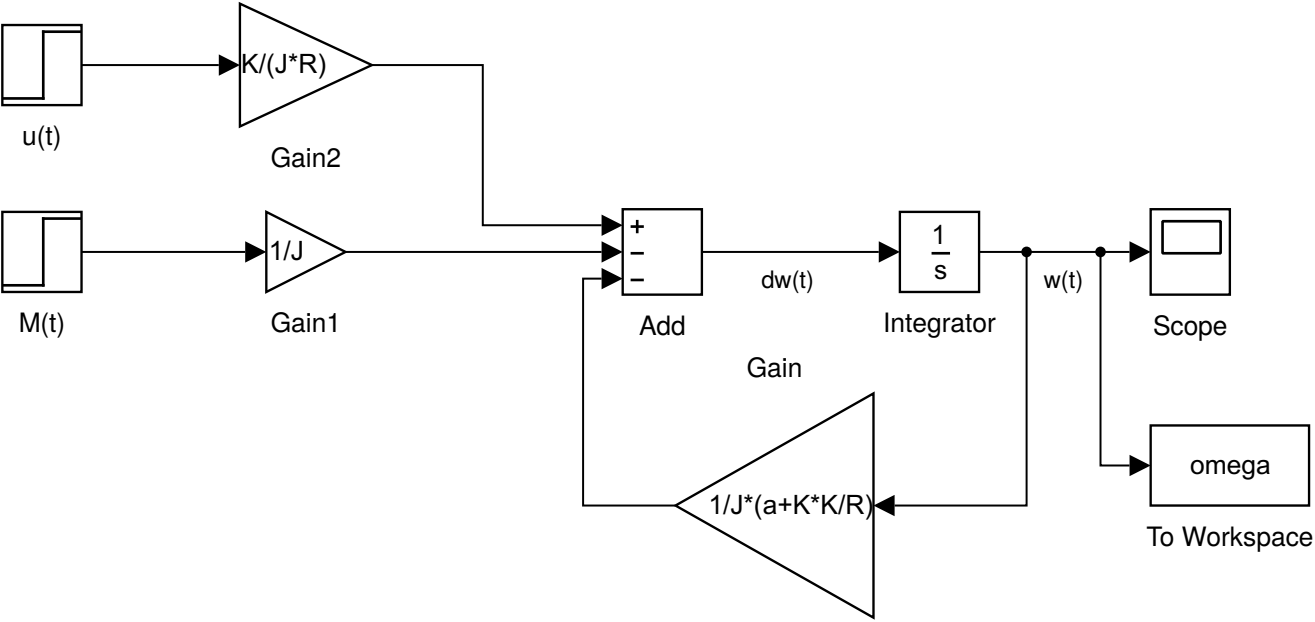 K/(J*R)
u(t)
Gain2
+
1/J
−
1
s
−
dw(t)
w(t)
M(t)
Gain1
Add
Integrator
Scope
Gain
omega
1/J*(a+K*K/R)
To Workspace